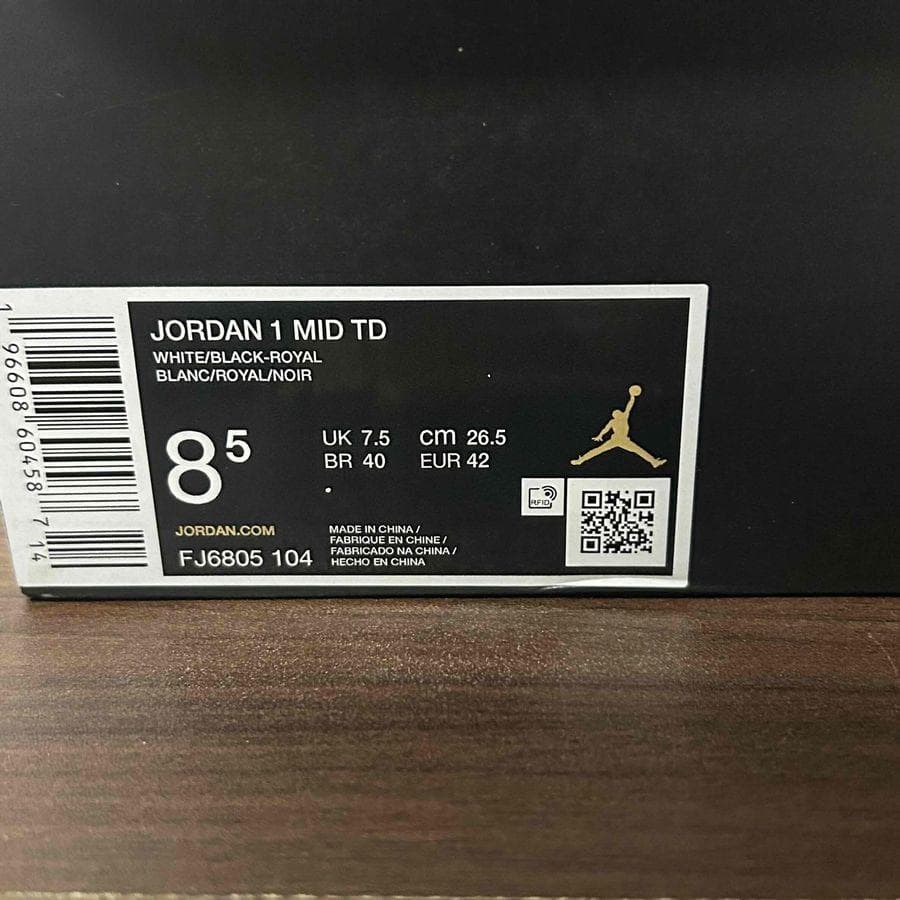 JORDAN 1 MID TD
WHITE/BLACK-ROYAL
BLANC/ROYAL/NOIR
8⁵
UK 7.5 cm 26.5
BR 40 EUR 42
RFID
JORDAN.COM
FJ6805 104
MADE IN CHINA /
FABRIQUE EN CHINE /
FABRICADO NA CHINA /
HECHO EN CHINA
1 96608 60458 7 14